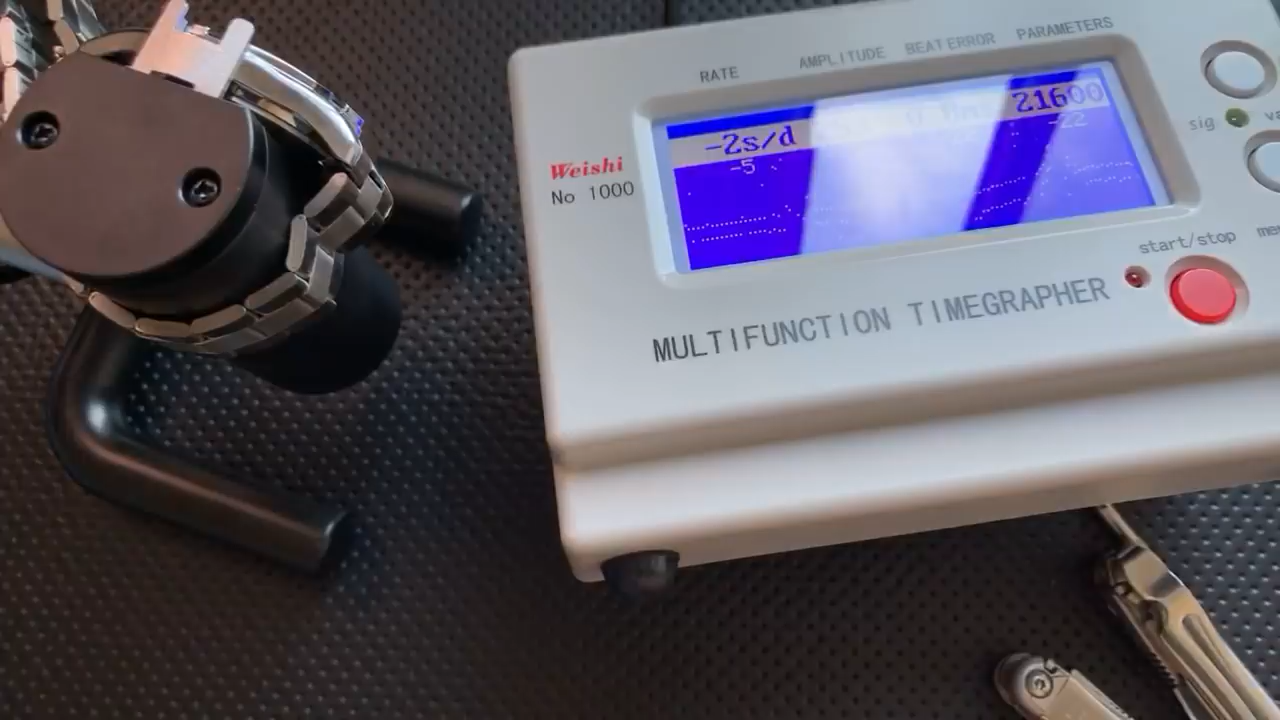 RATE AMPLITUDE BEAT ERROR PARAMETERS
-2s/d 21600
-5 -22
Weishi
No 1000
sig
start/stop
MULTIFUNCTION TIMEGRAPHER